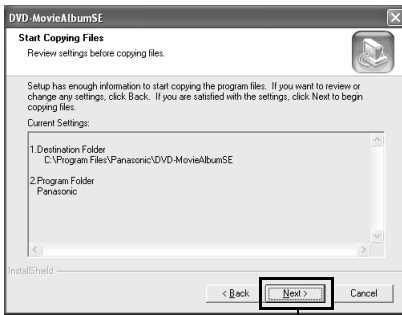 DVD-MovieAlbumSE
Start Copying Files
Review settings before copying files.
Setup has enough information to start copying the program files. If you want to review or
change any settings, click Back. If you are satisfied with the settings, click Next to begin
copying files.
Current Settings:
1.Destination Folder
C:\Program Files\Panasonic\DVD-MovieAlbumSE
2.Program Folder
Panasonic
InstallShield
< Back
Next >
Cancel